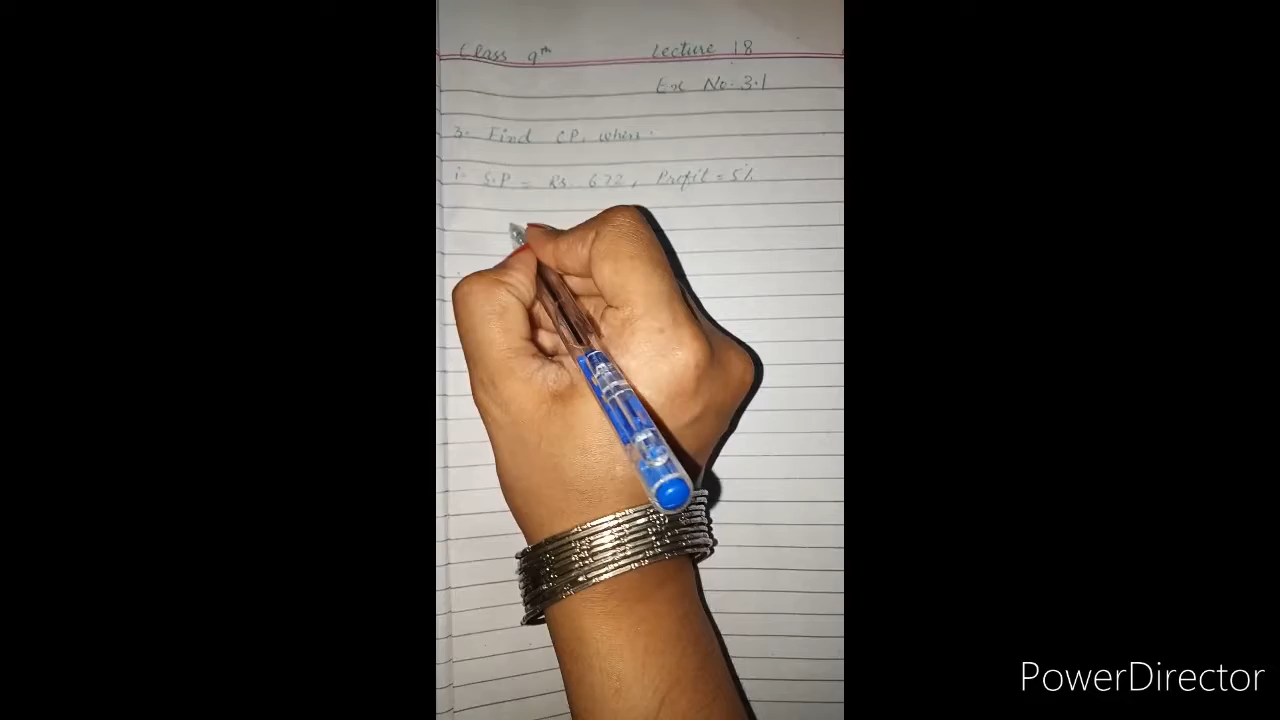 Class 9th Lecture 18
Ex No. 3.1
3. Find CP, when.
i- S.P = Rs. 672, Profit = 5%
PowerDirector